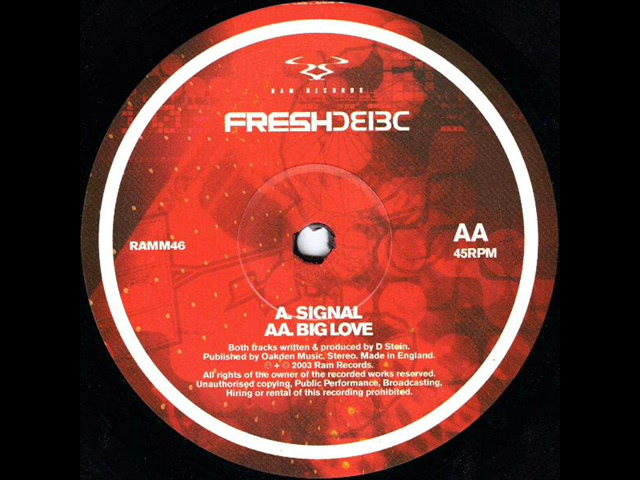 RAM RECORDS
FRESH
RAMM46
AA
45RPM
A. SIGNAL
AA. BIG LOVE
Both tracks written & produced by D Stein.
Published by Oakden Music. Stereo. Made in England.
℗ + © 2003 Ram Records.
All rights of the owner of the recorded works reserved.
Unauthorised copying, Public Performance, Broadcasting,
Hiring or rental of this recording prohibited.